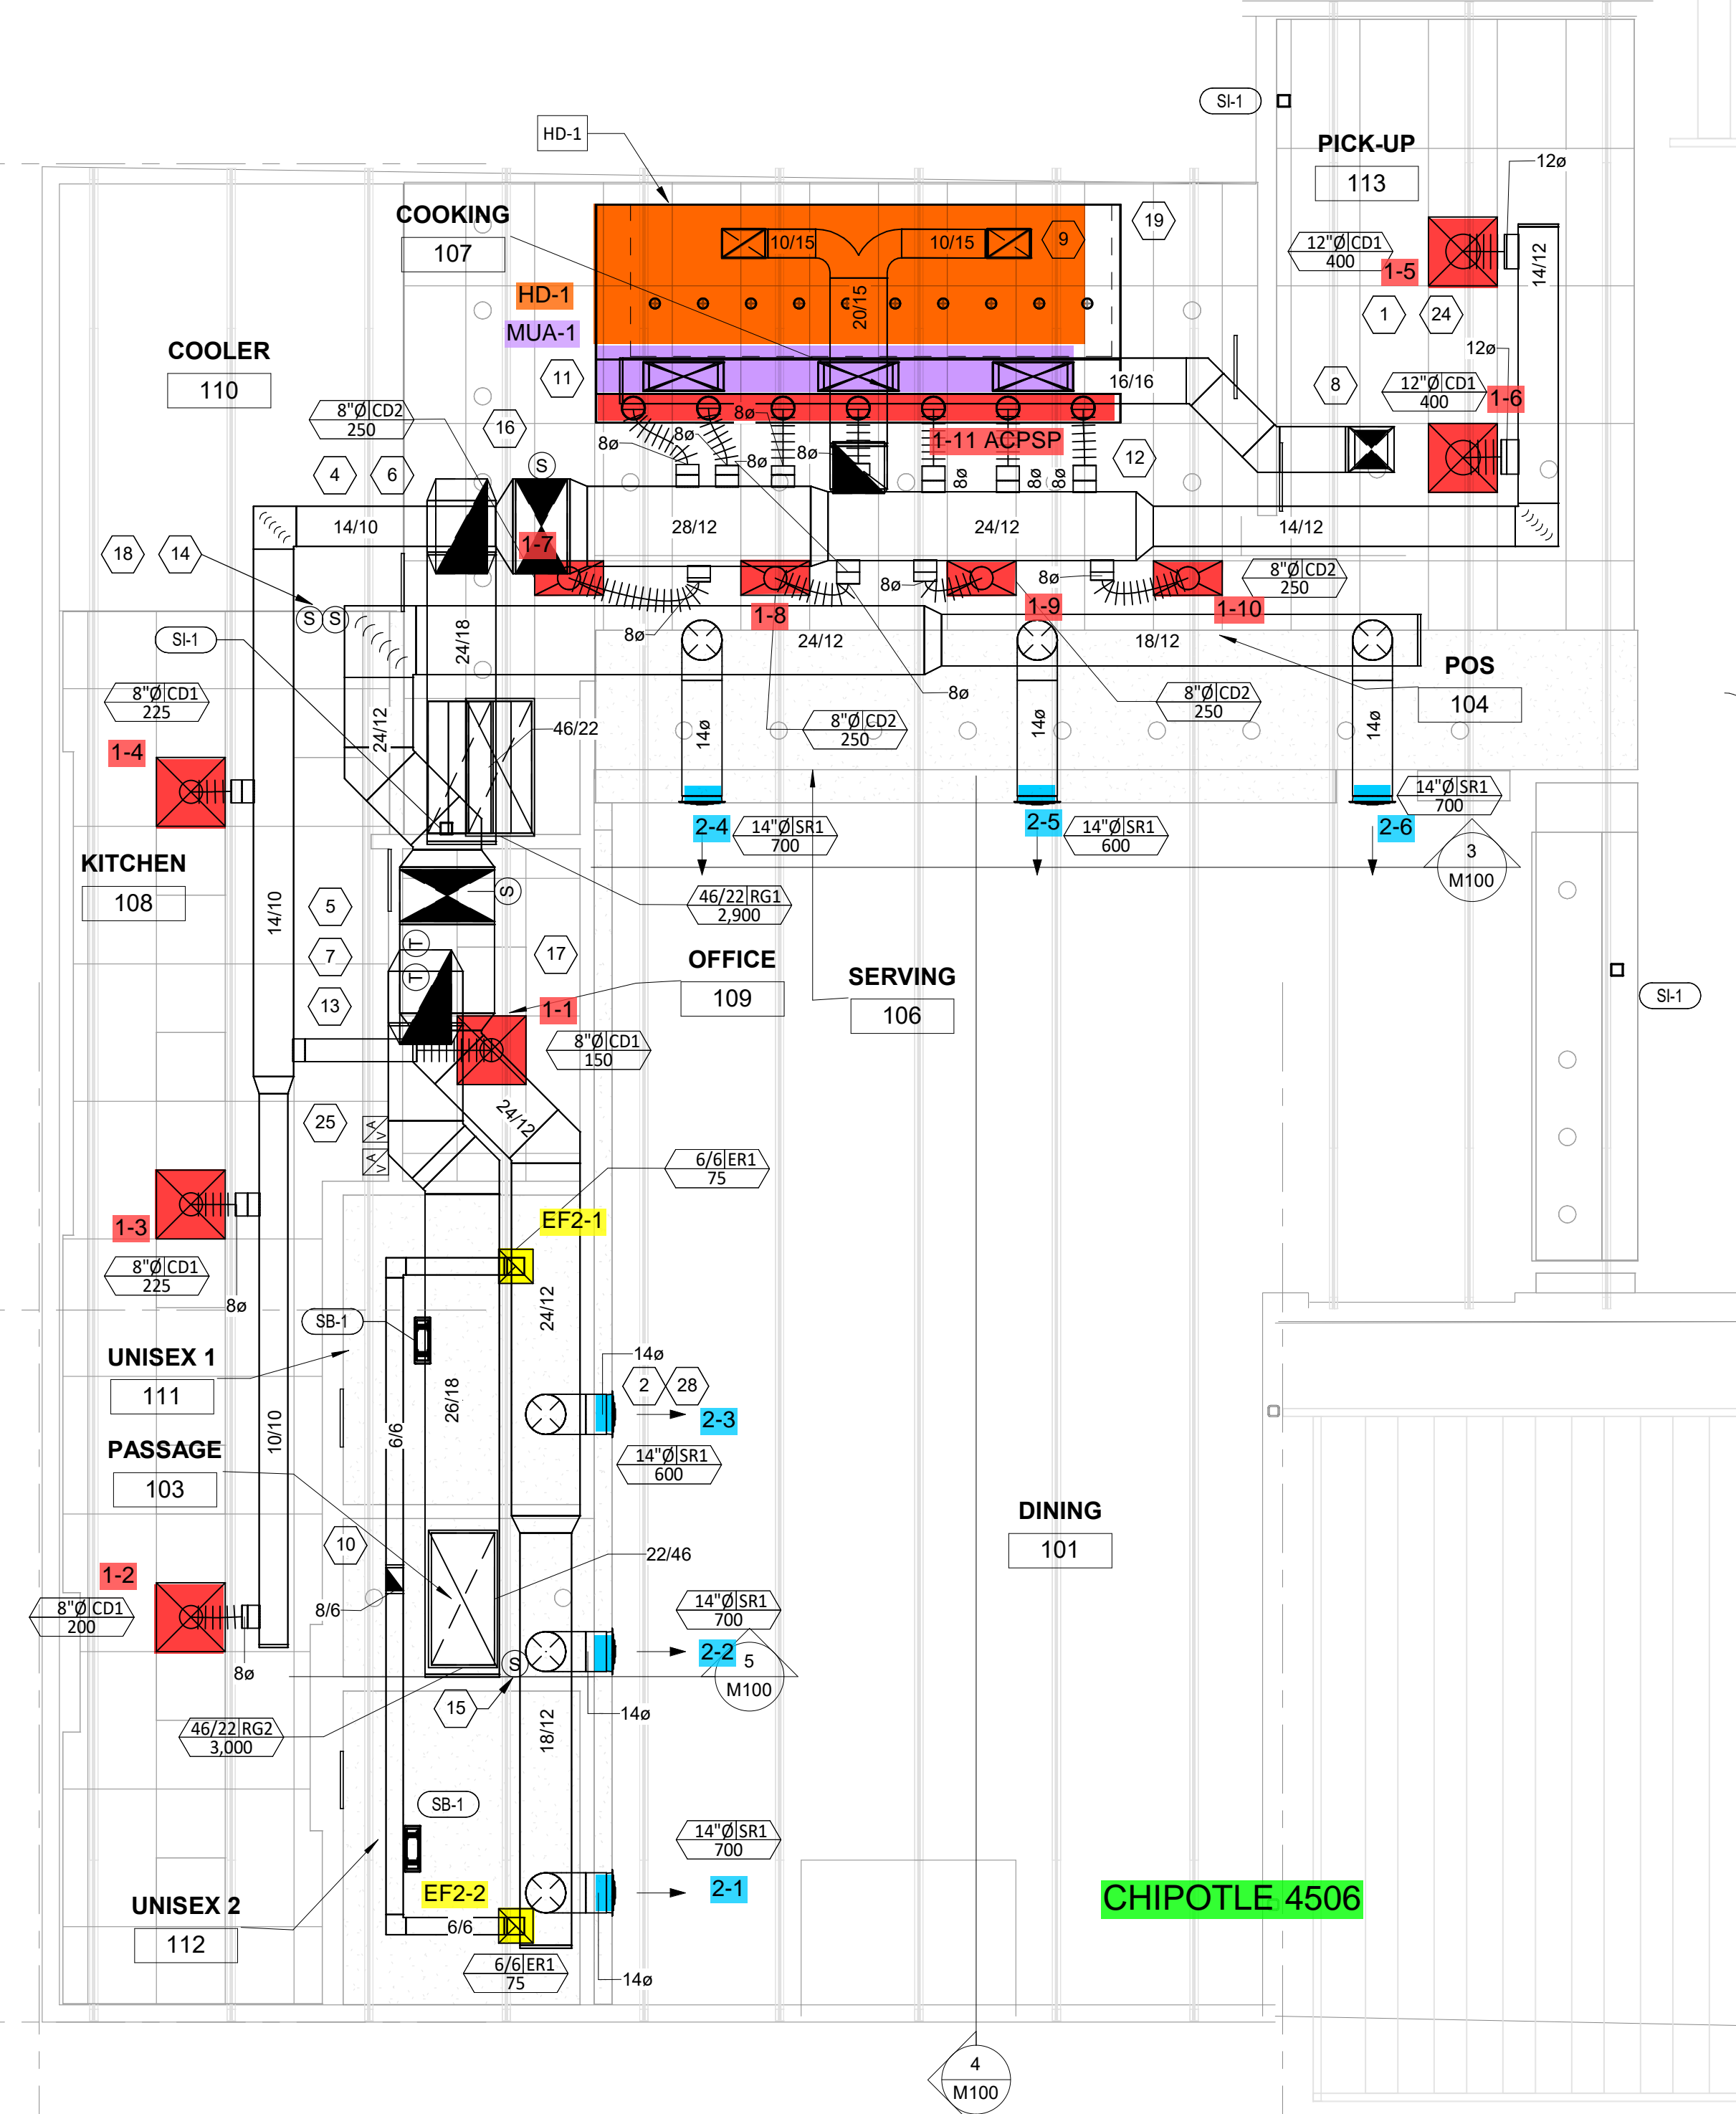 SI-1
PICK-UP
113
12ø
HD-1
COOKING
107
19
9
10/15
10/15
12"Ø CD1
400
1-5
14/12
HD-1
20/15
1
24
MUA-1
COOLER
110
12ø
11
16/16
8
12"Ø CD1
400
1-6
8"Ø CD2
250
16
8ø
8ø
8ø
8ø
8ø
1-11 ACPSP
8ø
8ø
8ø
12
4
6
S
14/10
28/12
24/12
14/12
1-7
18
14
8ø
8ø
8"Ø CD2
250
S
S
1-8
1-9
1-10
SI-1
24/18
8ø
24/12
18/12
POS
104
8"Ø CD1
225
8ø
8"Ø CD2
250
24/12
46/22
14ø
8"Ø CD2
250
14ø
14ø
1-4
14"Ø SR1
700
2-4
14"Ø SR1
700
2-5
14"Ø SR1
600
2-6
3
M100
KITCHEN
108
14/10
5
S
46/22 RG1
2,900
T
7
17
OFFICE
109
SERVING
106
T
SI-1
13
1-1
8"Ø CD1
150
25
24/12
A
V
A
V
6/6 ER1
75
1-3
EF2-1
8"Ø CD1
225
8ø
24/12
SB-1
UNISEX 1
111
14ø
2
28
26/18
2-3
6/6
10/10
PASSAGE
103
14"Ø SR1
600
DINING
101
10
22/46
1-2
8"Ø CD1
200
8/6
14"Ø SR1
700
2-2
5
M100
8ø
S
15
14ø
46/22 RG2
3,000
18/12
SB-1
14"Ø SR1
700
EF2-2
2-1
CHIPOTLE 4506
UNISEX 2
112
6/6
6/6 ER1
75
14ø
4
M100